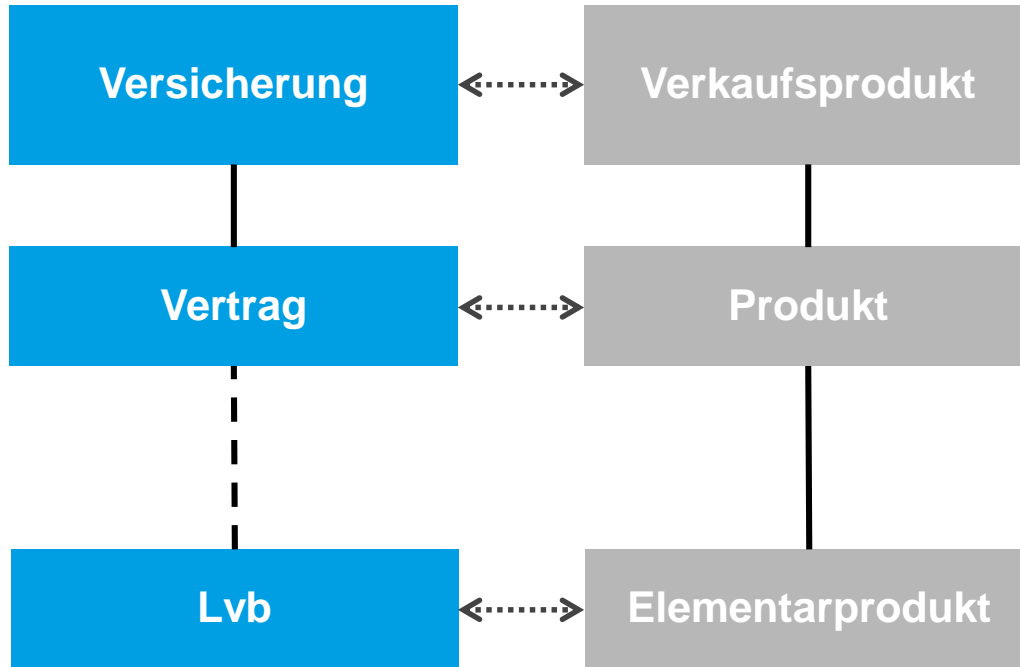 Versicherung
Verkaufsprodukt
Vertrag
Produkt
Lvb
Elementarprodukt